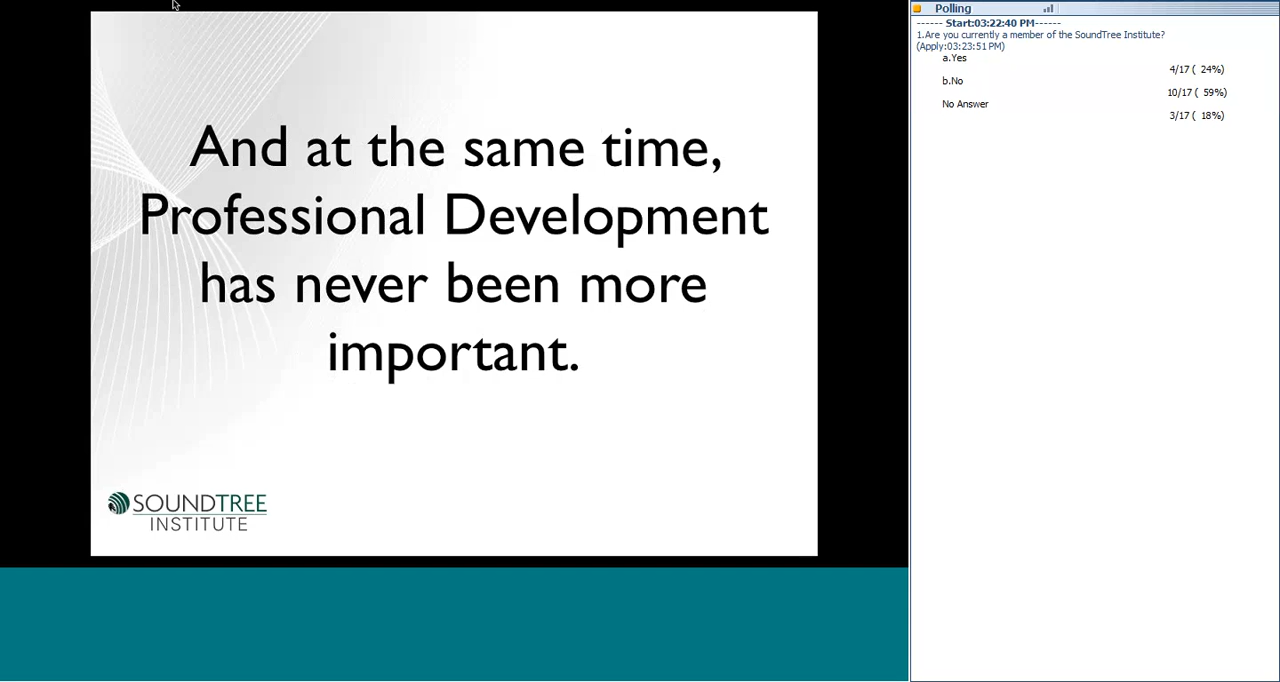 And at the same time,
Professional Development
has never been more
important.
SOUNDTREE
INSTITUTE
Polling
------ Start:03:22:40 PM------
1.Are you currently a member of the SoundTree Institute?
(Apply:03:23:51 PM)
a.Yes
4/17 ( 24%)
b.No
10/17 ( 59%)
No Answer
3/17 ( 18%)